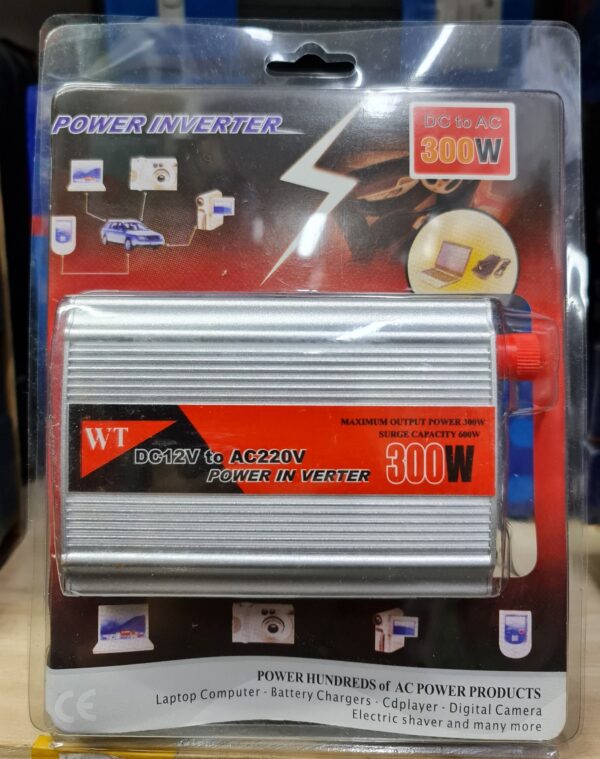 POWER INVERTER
DC to AC
300W
WT
MAXIMUM OUTPUT POWER 300W
SURGE CAPACITY 600W
DC12V to AC220V
300W
POWER IN VERTER
POWER HUNDREDS of AC POWER PRODUCTS
Laptop Computer - Battery Chargers - Cdplayer - Digital Camera
Electric shaver and many more
CE